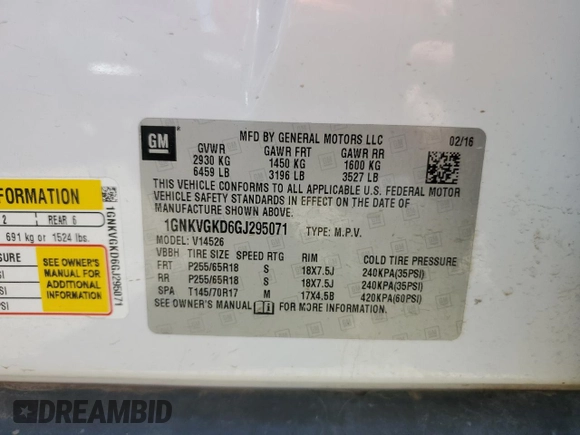 GM
MFD BY GENERAL MOTORS LLC 02/16
GVWR GAWR FRT GAWR RR
2930 KG 1450 KG 1600 KG
6459 LB 3196 LB 3527 LB
THIS VEHICLE CONFORMS TO ALL APPLICABLE U.S. FEDERAL MOTOR
VEHICLE SAFETY STANDARDS IN EFFECT ON THE DATE OF
MANUFACTURE SHOWN ABOVE.
1GNKVGKD6GJ295071 TYPE: M.P.V.
MODEL: V14526
VBBH TIRE SIZE SPEED RTG RIM COLD TIRE PRESSURE
FRT P255/65R18 S 18X7.5J 240KPA(35PSI)
RR P255/65R18 S 18X7.5J 240KPA(35PSI)
SPA T145/70R17 M 17X4.5B 420KPA(60PSI)
SEE OWNER'S MANUAL FOR MORE INFORMATION.
FORMATION
2 REAR 6
691 kg or 1524 lbs.
SEE OWNER'S
MANUAL FOR
ADDITIONAL
INFORMATION
1GNKVGKD6GJ295071
DREAMBID